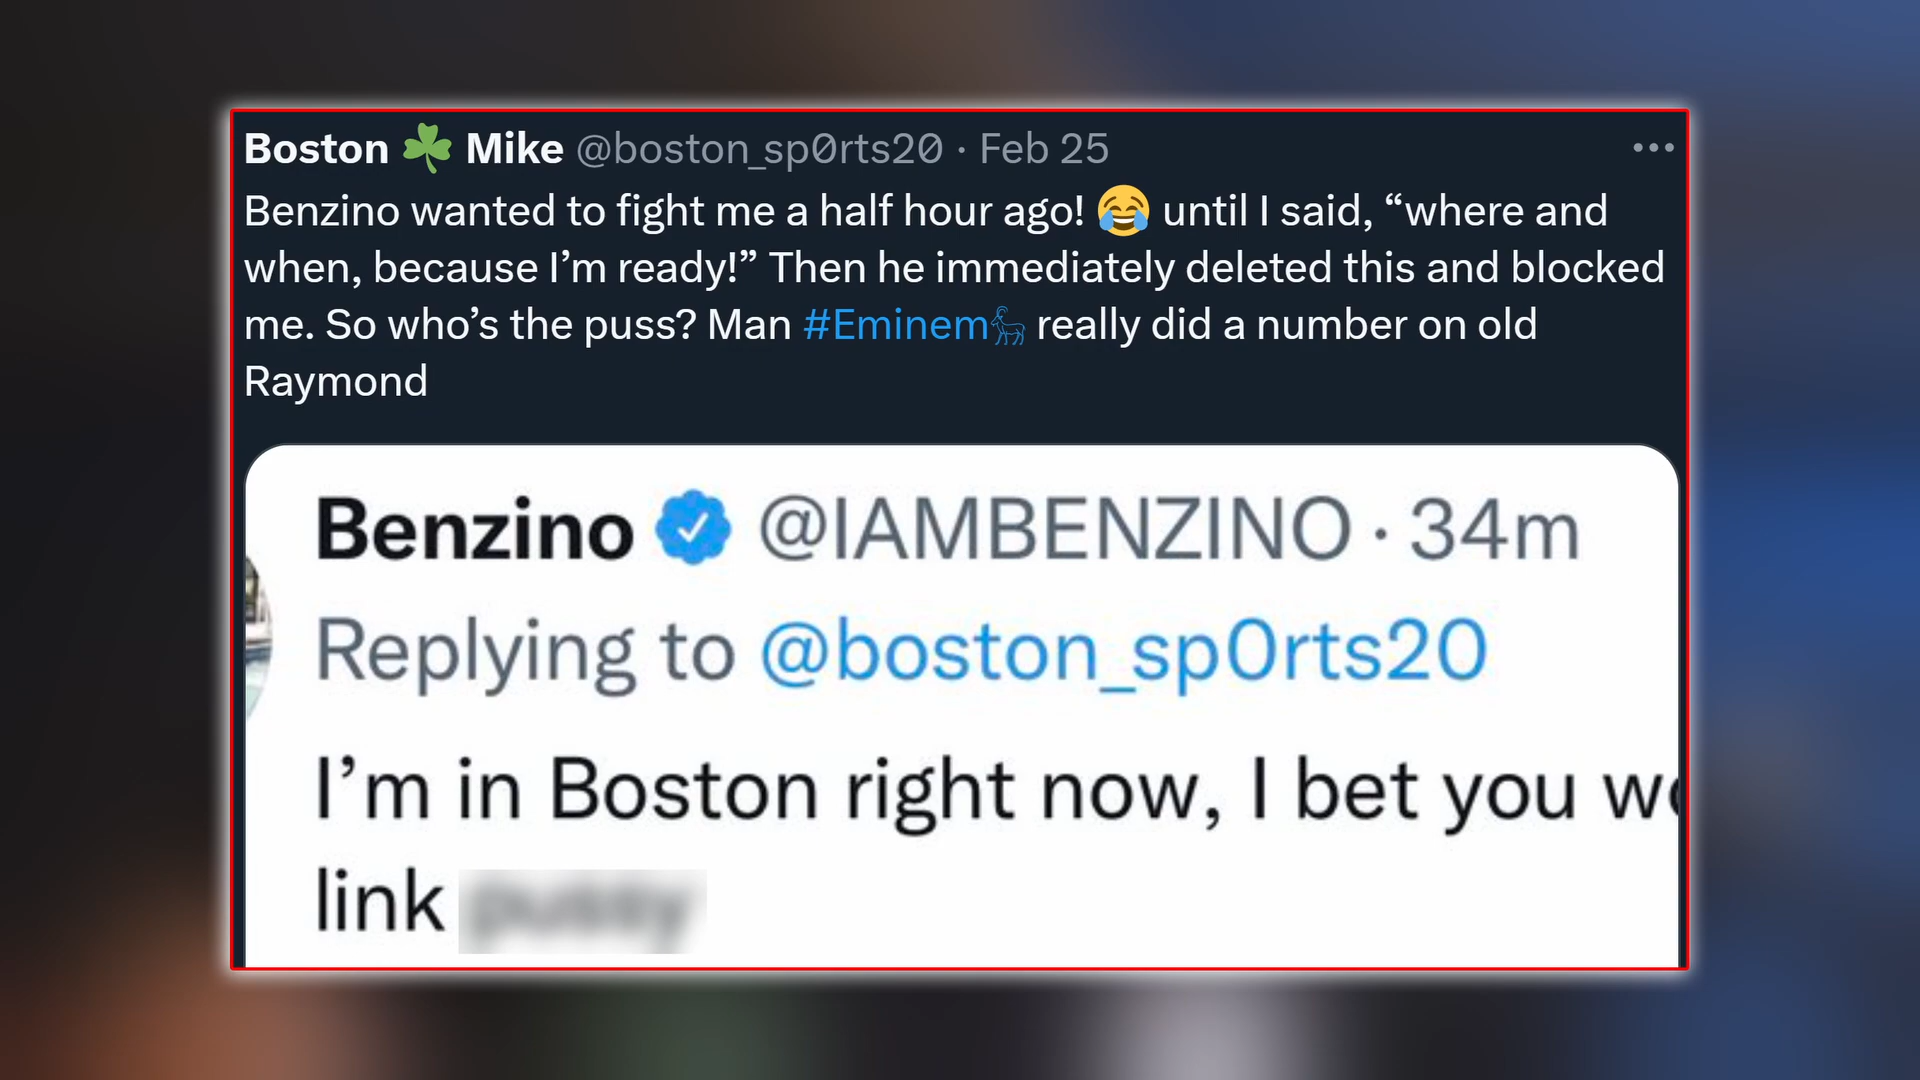 Boston ☘️ Mike @boston_sp0rts20 · Feb 25
Benzino wanted to fight me a half hour ago! 😂 until I said, “where and
when, because I’m ready!” Then he immediately deleted this and blocked
me. So who’s the puss? Man #Eminem🐐 really did a number on old
Raymond
Benzino @IAMBENZINO · 34m
Replying to @boston_sp0rts20
I’m in Boston right now, I bet you
link